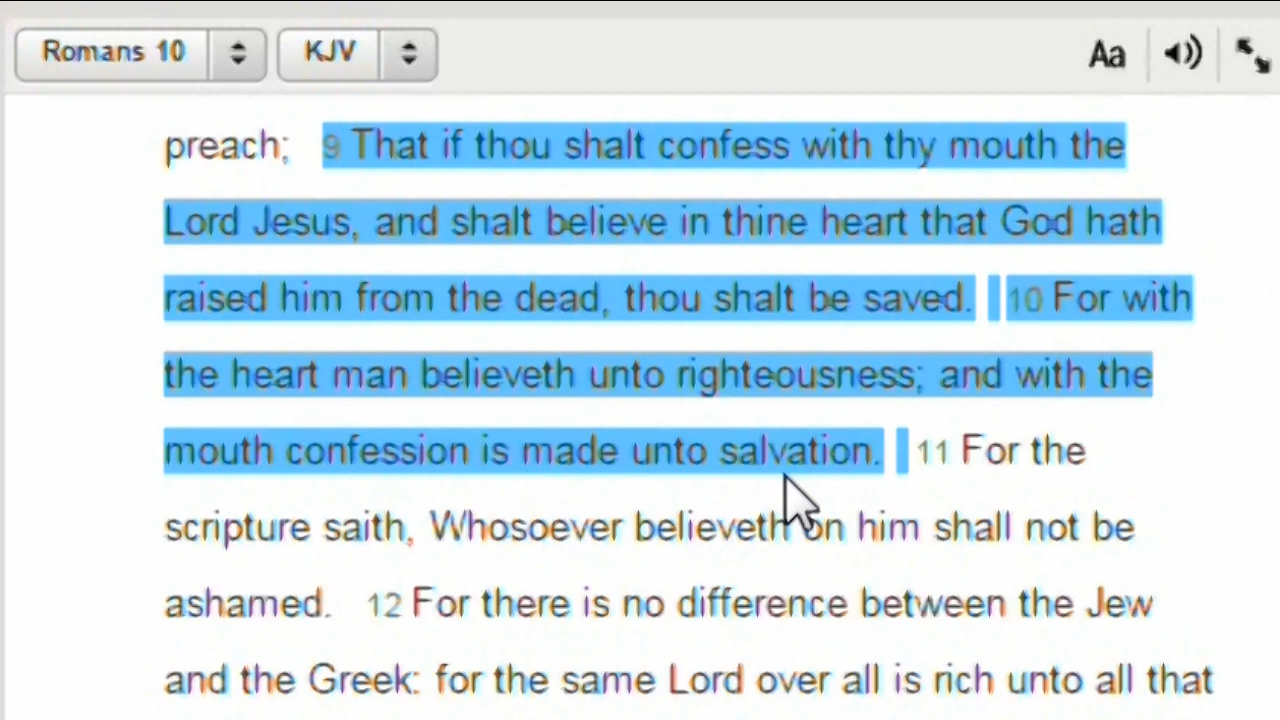 Romans 10 KJV Aa
preach; 9 That if thou shalt confess with thy mouth the
Lord Jesus, and shalt believe in thine heart that God hath
raised him from the dead, thou shalt be saved. 10 For with
the heart man believeth unto righteousness; and with the
mouth confession is made unto salvation. 11 For the
scripture saith, Whosoever believeth on him shall not be
ashamed. 12 For there is no difference between the Jew
and the Greek: for the same Lord over all is rich unto all that